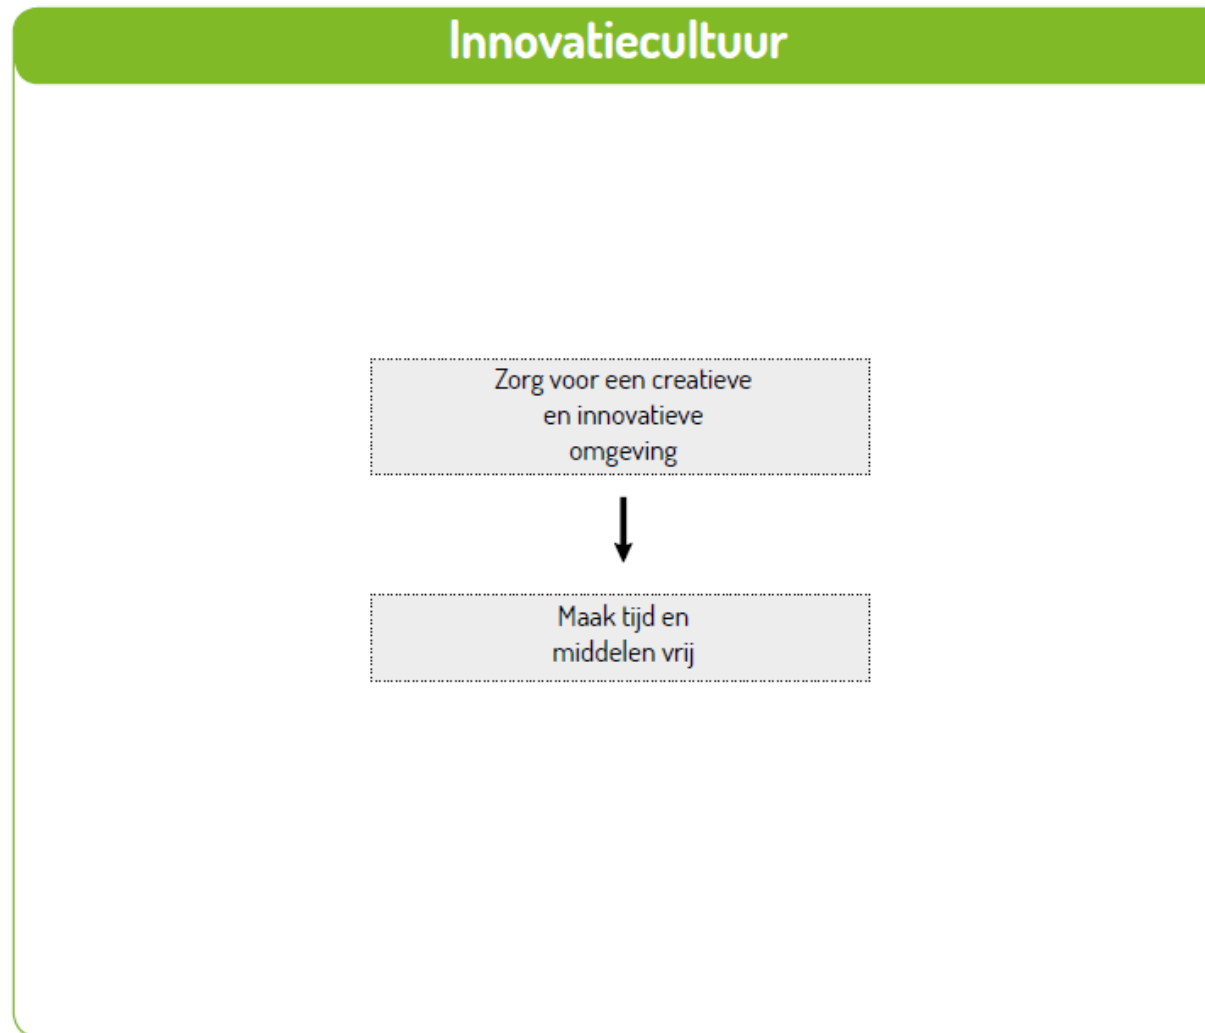 Innovatiecultuur
Zorg voor een creatieve
en innovatieve
omgeving
Maak tijd en
middelen vrij